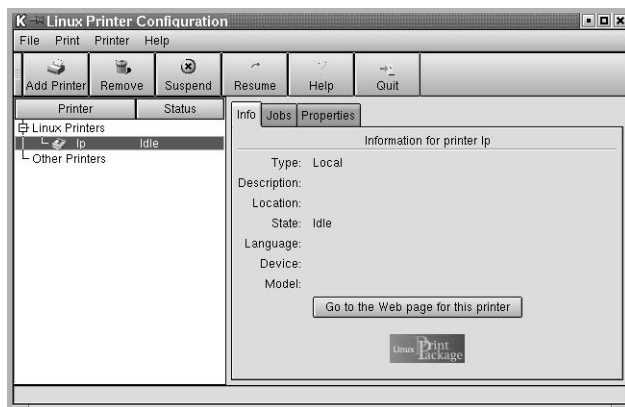 K Linux Printer Configuration
File Print Printer Help
Add Printer Remove Suspend Resume Help Quit
Printer Status
Info Jobs Properties
Linux Printers
lp Idle
Other Printers
Information for printer lp
Type: Local
Description:
Location:
State: Idle
Language:
Device:
Model:
Go to the Web page for this printer
Linux Print Package